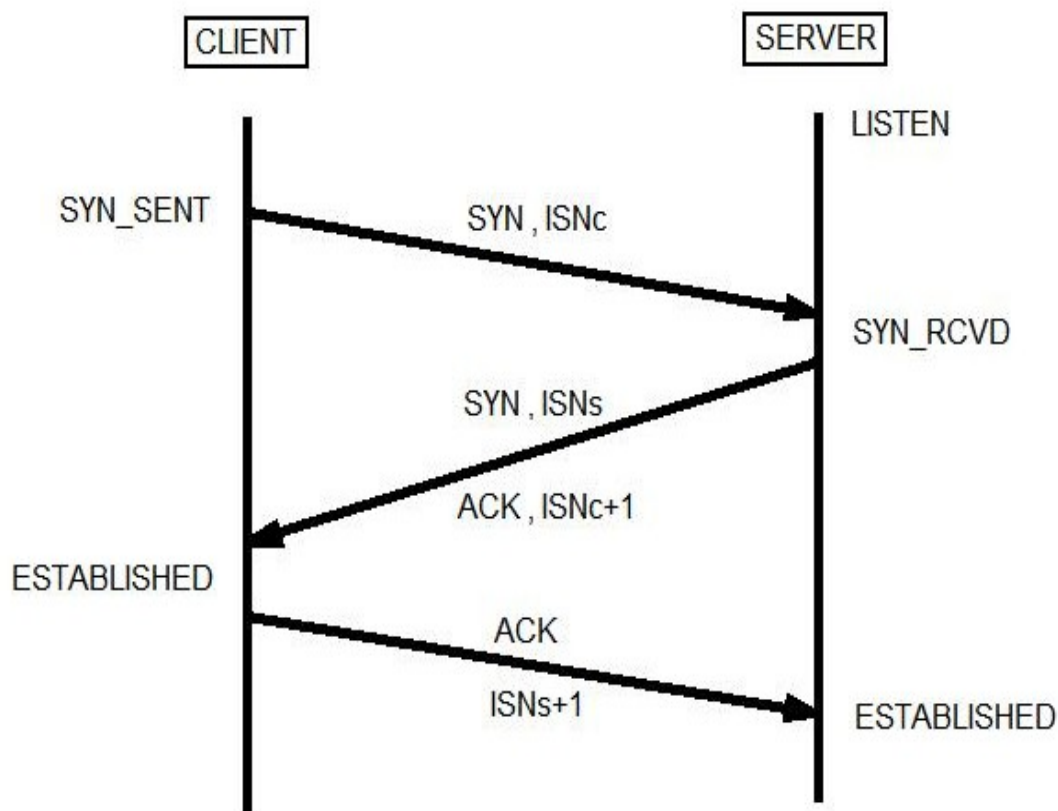 CLIENT
SERVER
LISTEN
SYN_SENT
SYN , ISNc
SYN_RCVD
SYN , ISNs
ACK , ISNc+1
ESTABLISHED
ACK
ISNs+1
ESTABLISHED